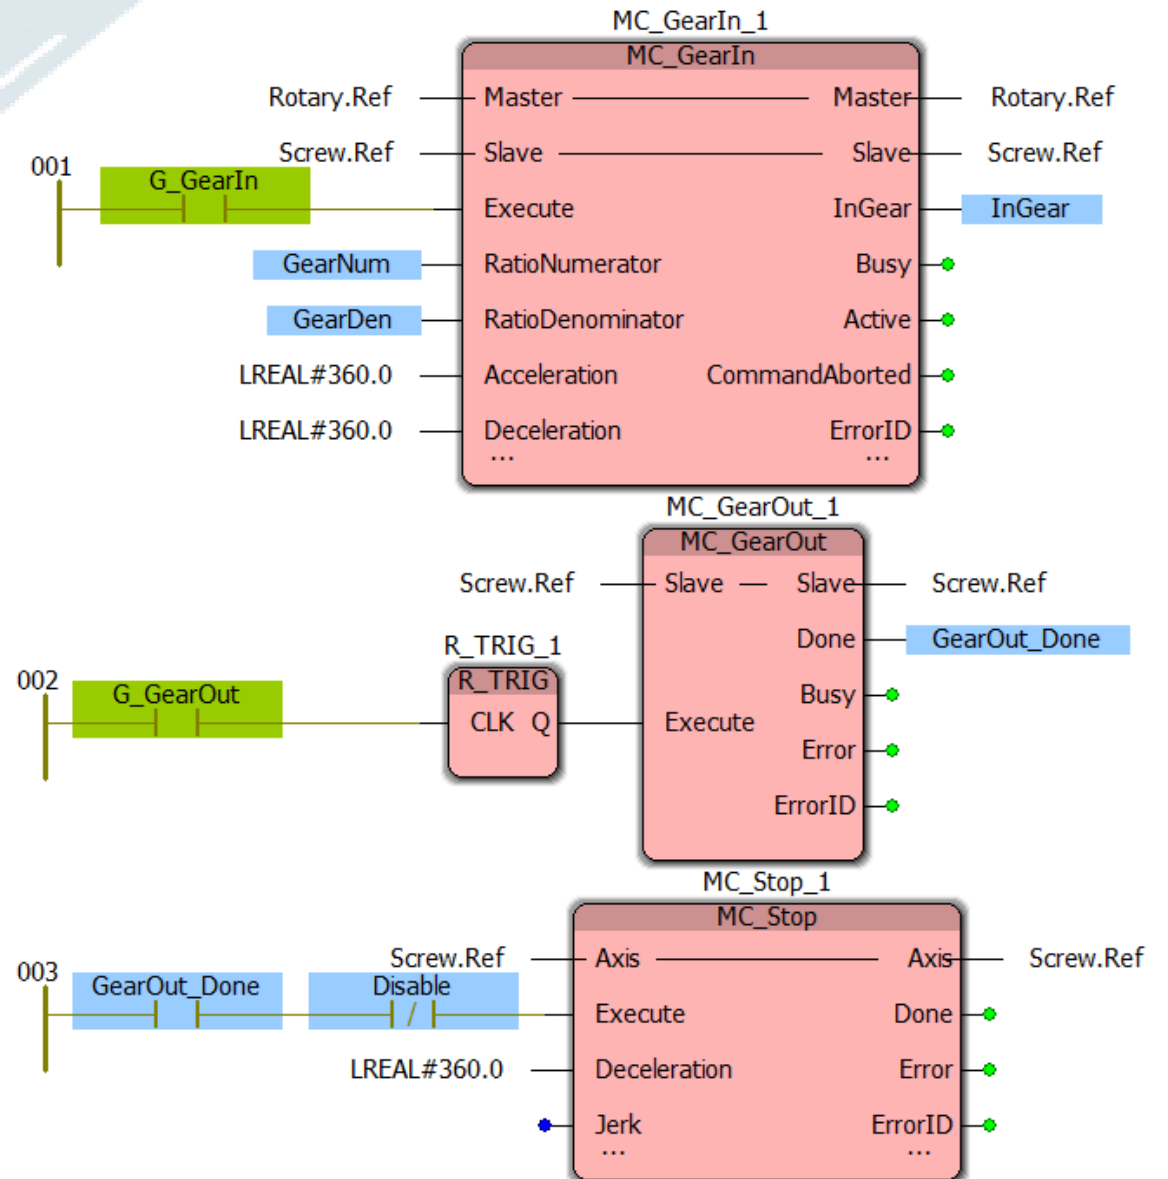 MC_GearIn_1
MC_GearIn
Rotary.Ref Master Master Rotary.Ref
Screw.Ref Slave Slave Screw.Ref
001
G_GearIn Execute InGear InGear
GearNum RatioNumerator Busy
GearDen RatioDenominator Active
LREAL#360.0 Acceleration CommandAborted
LREAL#360.0 Deceleration ErrorID
... ...
MC_GearOut_1
MC_GearOut
Screw.Ref Slave Slave Screw.Ref
Done GearOut_Done
R_TRIG_1
002 G_GearOut R_TRIG Busy
CLK Q Execute
Error
ErrorID
MC_Stop_1
MC_Stop
Screw.Ref Axis Axis Screw.Ref
003 GearOut_Done Disable
Execute Done
LREAL#360.0 Deceleration Error
Jerk ErrorID
... ...